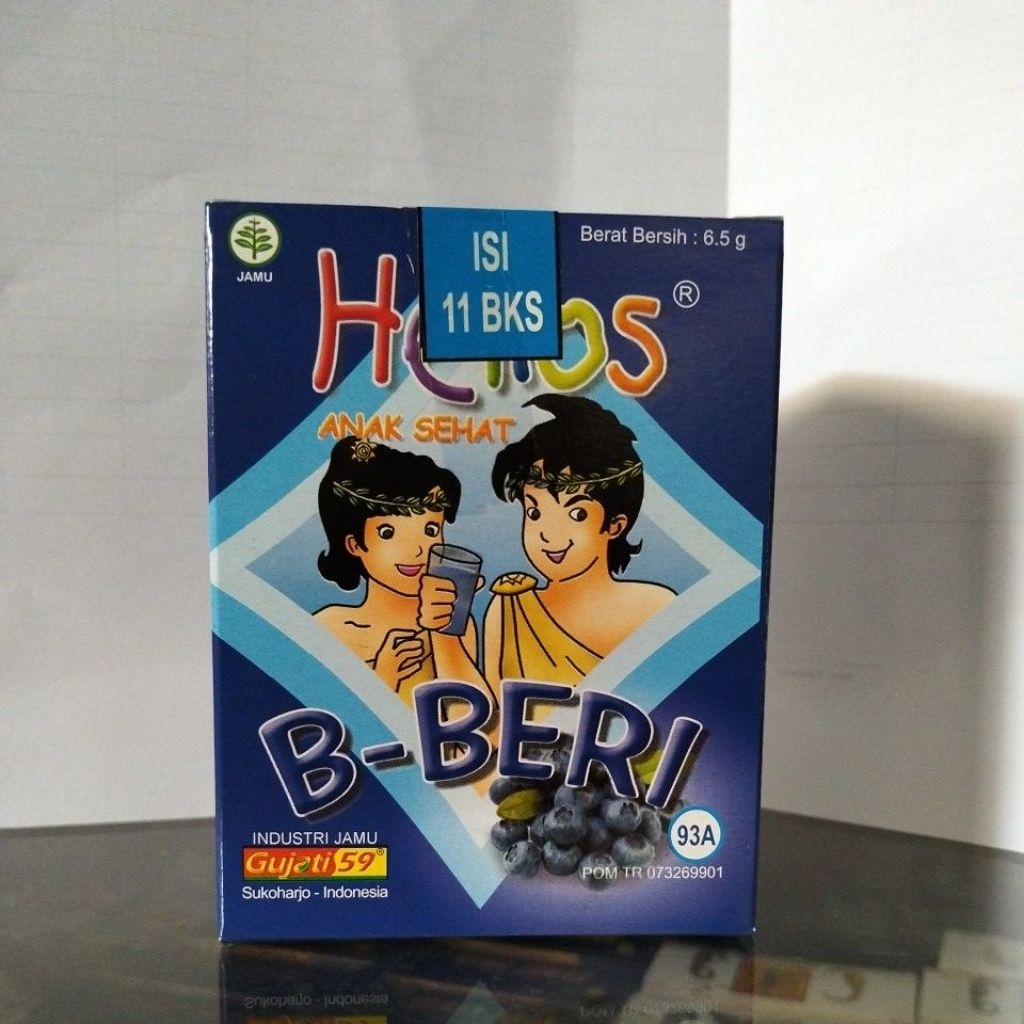 JAMU
ISI
11 BKS
Berat Bersih : 6.5 g
Helios ®
ANAK SEHAT
B-BERI
93A
INDUSTRI JAMU
Gujati 59®
Sukoharjo - Indonesia
POM TR 073269901